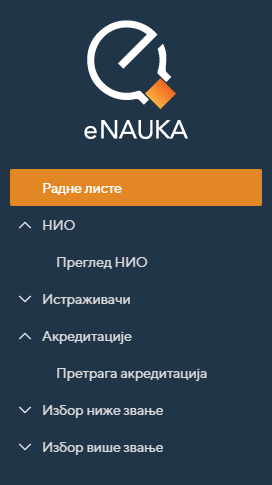 eNAUKA
Радне листе
НИО
Преглед НИО
Истраживачи
Акредитације
Претрага акредитација
Избор ниже звање
Избор више звање